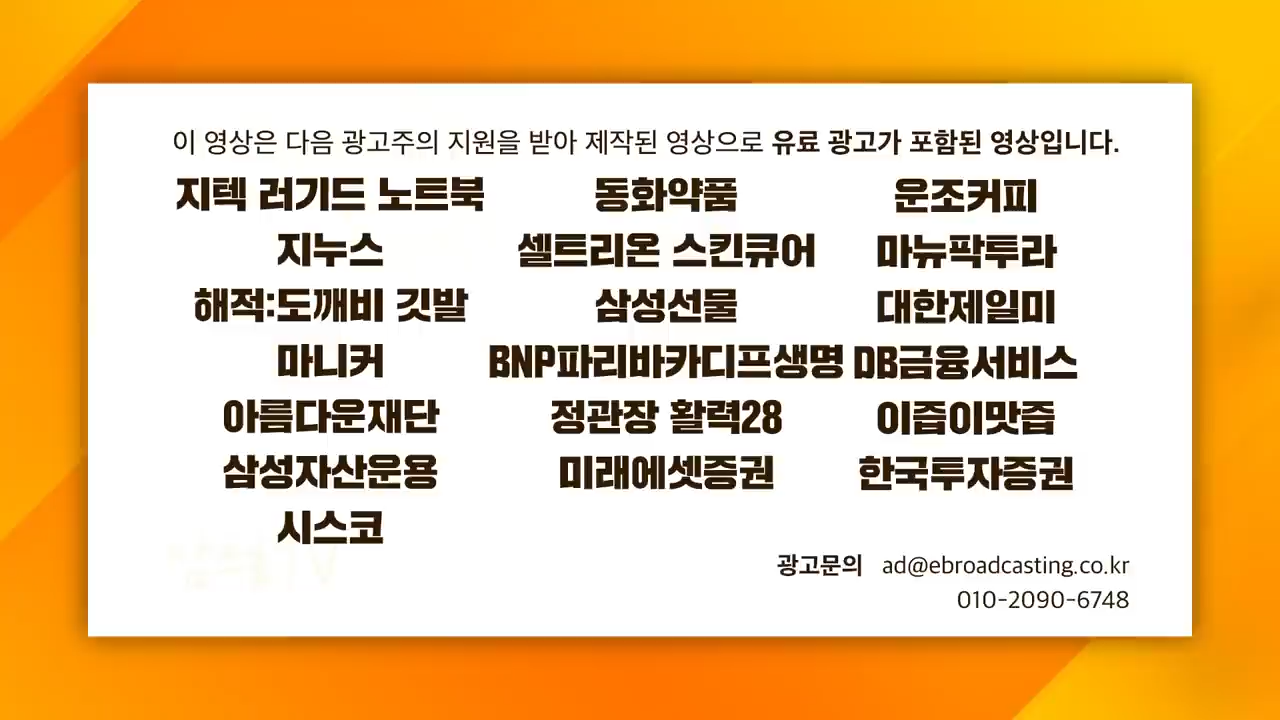 이 영상은 다음 광고주의 지원을 받아 제작된 영상으로 유료 광고가 포함된 영상입니다.
지텍 러기드 노트북 동화약품 운조커피
지누스 셀트리온 스킨큐어 마뉴팍투라
해적:도깨비 깃발 삼성선물 대한제일미
마니커 BNP파리바카디프생명 DB금융서비스
아름다운재단 정관장 활력28 이즙이맛즙
삼성자산운용 미래에셋증권 한국투자증권
시스코
광고문의 ad@ebroadcasting.co.kr
010-2090-6748